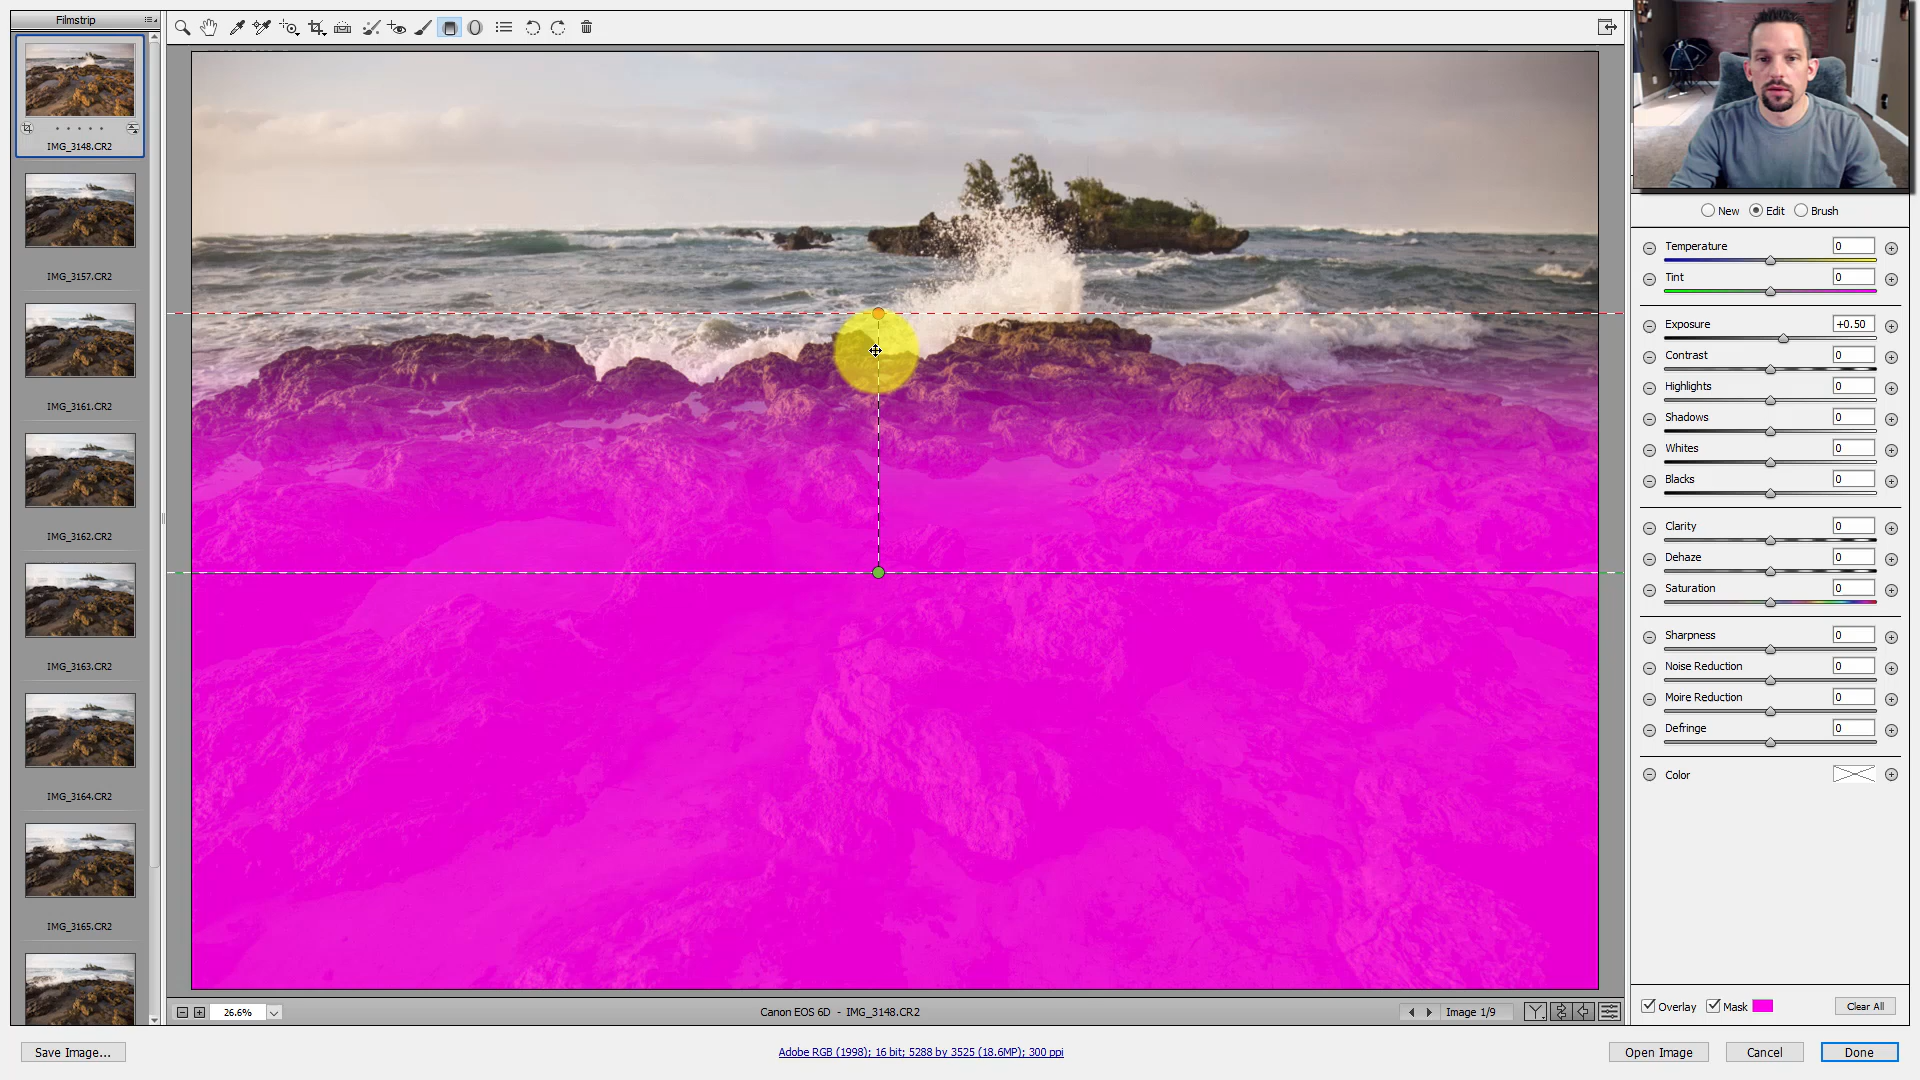 Filmstrip
IMG_3148.CR2
IMG_3157.CR2
IMG_3161.CR2
IMG_3162.CR2
IMG_3163.CR2
IMG_3164.CR2
IMG_3165.CR2
New Edit Brush
Temperature 0
Tint 0
Exposure +0.50
Contrast 0
Highlights 0
Shadows 0
Whites 0
Blacks 0
Clarity 0
Dehaze 0
Saturation 0
Sharpness 0
Noise Reduction 0
Moire Reduction 0
Defringe 0
Color
Overlay Mask Clear All
26.6% Canon EOS 6D - IMG_3148.CR2 Image 1/9
Save Image... Adobe RGB (1998); 16 bit; 5288 by 3525 (18.6MP); 300 ppi Open Image Cancel Done